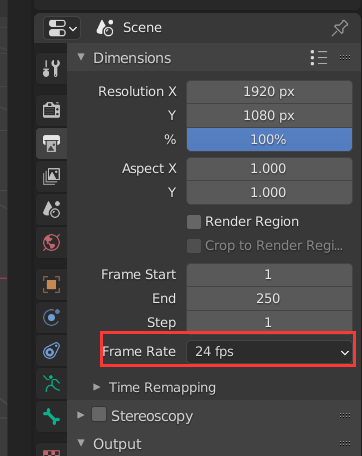 Scene
Dimensions
Resolution X 1920 px
Y 1080 px
% 100%
Aspect X 1.000
Y 1.000
Render Region
Crop to Render Regi...
Frame Start 1
End 250
Step 1
Frame Rate 24 fps
Time Remapping
Stereoscopy
Output